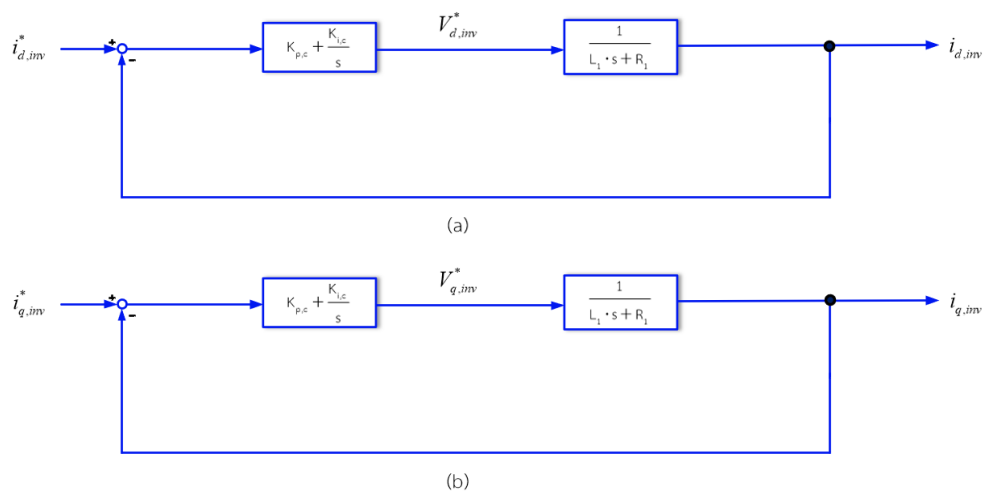 i*d,inv + - Kp,c + Ki,c/s V*d,inv 1/(L1·s+R1) id,inv
(a)
i*q,inv + - Kp,c + Ki,c/s V*q,inv 1/(L1·s+R1) iq,inv
(b)